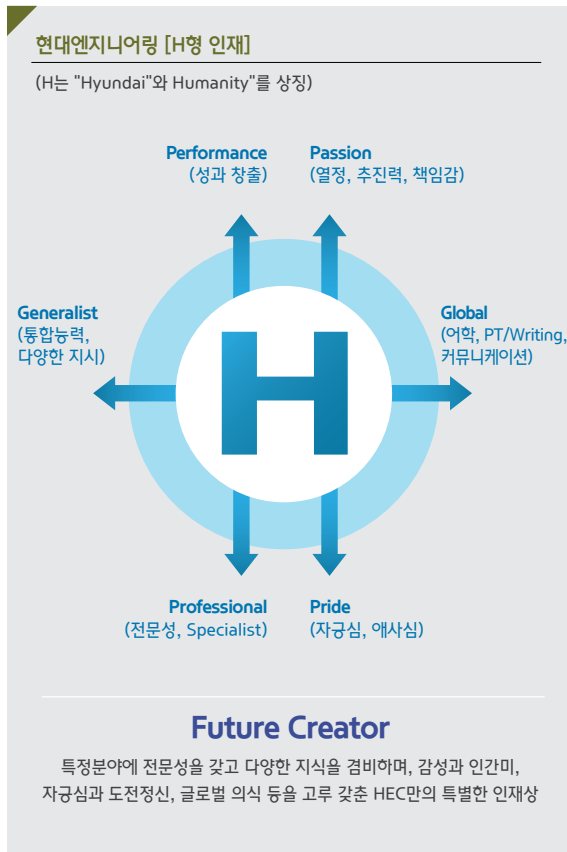 현대엔지니어링 [H형 인재]
(H는 "Hyundai"와 Humanity"를 상징)
Performance
(성과 창출)
Passion
(열정, 추진력, 책임감)
Generalist
(통합능력,
다양한 지시)
Global
(어학, PT/Writing,
커뮤니케이션)
H
Professional
(전문성, Specialist)
Pride
(자긍심, 애사심)
Future Creator
특정분야에 전문성을 갖고 다양한 지식을 겸비하며, 감성과 인간미,
자긍심과 도전정신, 글로벌 의식 등을 고루 갖춘 HEC만의 특별한 인재상